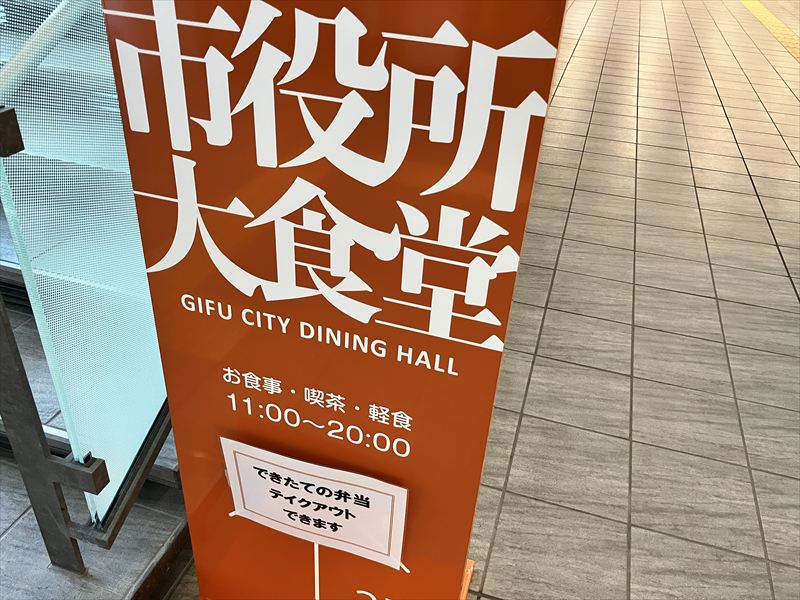 市役所
大食堂
GIFU CITY DINING HALL
お食事・喫茶・軽食
11:00〜20:00
できたての弁当
テイクアウト
できます